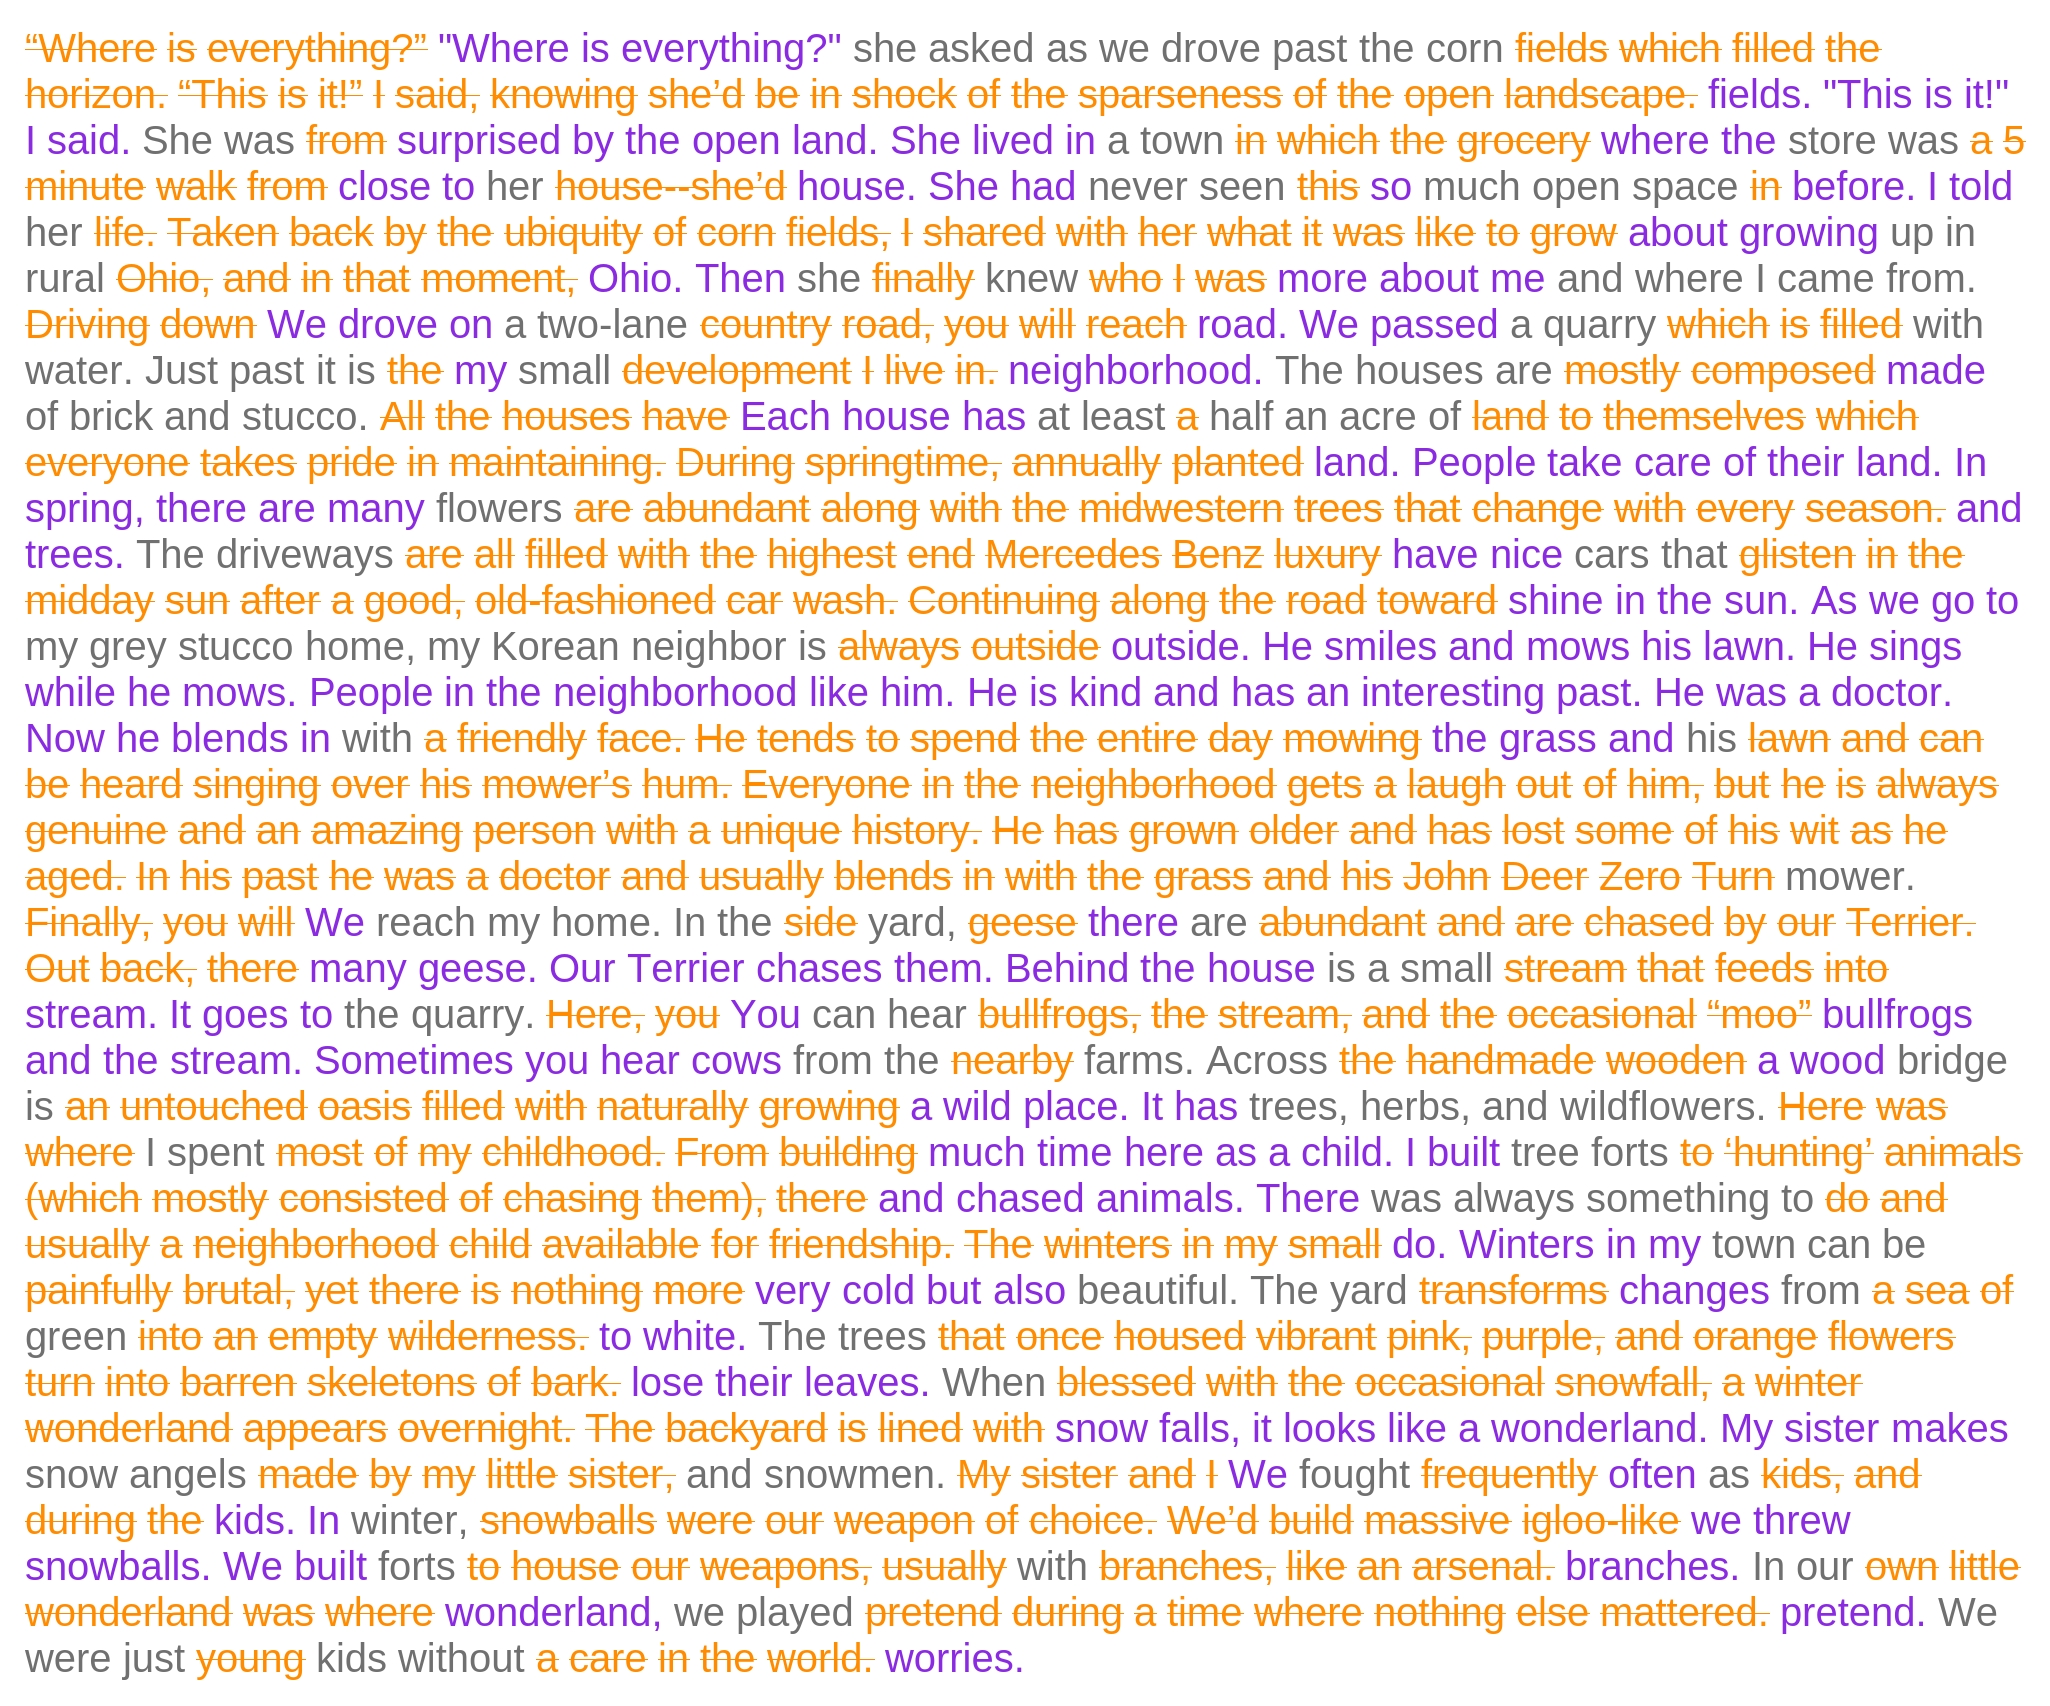 “Where is everything?” "Where is everything?" she asked as we drove past the corn fields which filled the
horizon. “This is it!” I said, knowing she’d be in shock of the sparseness of the open landscape. fields. "This is it!"
I said. She was from surprised by the open land. She lived in a town in which the grocery where the store was a 5
minute walk from close to her house--she’d house. She had never seen this so much open space in before. I told
her life. Taken back by the ubiquity of corn fields, I shared with her what it was like to grow about growing up in
rural Ohio, and in that moment, Ohio. Then she finally knew who I was more about me and where I came from.
Driving down We drove on a two-lane country road, you will reach road. We passed a quarry which is filled with
water. Just past it is the my small development I live in. neighborhood. The houses are mostly composed made
of brick and stucco. All the houses have Each house has at least a half an acre of land to themselves which
everyone takes pride in maintaining. During springtime, annually planted land. People take care of their land. In
spring, there are many flowers are abundant along with the midwestern trees that change with every season. and
trees. The driveways are all filled with the highest end Mercedes Benz luxury have nice cars that glisten in the
midday sun after a good, old-fashioned car wash. Continuing along the road toward shine in the sun. As we go to
my grey stucco home, my Korean neighbor is always outside outside. He smiles and mows his lawn. He sings
while he mows. People in the neighborhood like him. He is kind and has an interesting past. He was a doctor.
Now he blends in with a friendly face. He tends to spend the entire day mowing the grass and his lawn and can
be heard singing over his mower’s hum. Everyone in the neighborhood gets a laugh out of him, but he is always
genuine and an amazing person with a unique history. He has grown older and has lost some of his wit as he
aged. In his past he was a doctor and usually blends in with the grass and his John Deer Zero Turn mower.
Finally, you will We reach my home. In the side yard, geese there are abundant and are chased by our Terrier.
Out back, there many geese. Our Terrier chases them. Behind the house is a small stream that feeds into
stream. It goes to the quarry. Here, you You can hear bullfrogs, the stream, and the occasional “moo” bullfrogs
and the stream. Sometimes you hear cows from the nearby farms. Across the handmade wooden a wood bridge
is an untouched oasis filled with naturally growing a wild place. It has trees, herbs, and wildflowers. Here was
where I spent most of my childhood. From building much time here as a child. I built tree forts to ‘hunting’ animals
(which mostly consisted of chasing them), there and chased animals. There was always something to do and
usually a neighborhood child available for friendship. The winters in my small do. Winters in my town can be
painfully brutal, yet there is nothing more very cold but also beautiful. The yard transforms changes from a sea of
green into an empty wilderness. to white. The trees that once housed vibrant pink, purple, and orange flowers
turn into barren skeletons of bark. lose their leaves. When blessed with the occasional snowfall, a winter
wonderland appears overnight. The backyard is lined with snow falls, it looks like a wonderland. My sister makes
snow angels made by my little sister, and snowmen. My sister and I We fought frequently often as kids, and
during the kids. In winter, snowballs were our weapon of choice. We’d build massive igloo-like we threw
snowballs. We built forts to house our weapons, usually with branches, like an arsenal. branches. In our own little
wonderland was where wonderland, we played pretend during a time where nothing else mattered. pretend. We
were just young kids without a care in the world. worries.